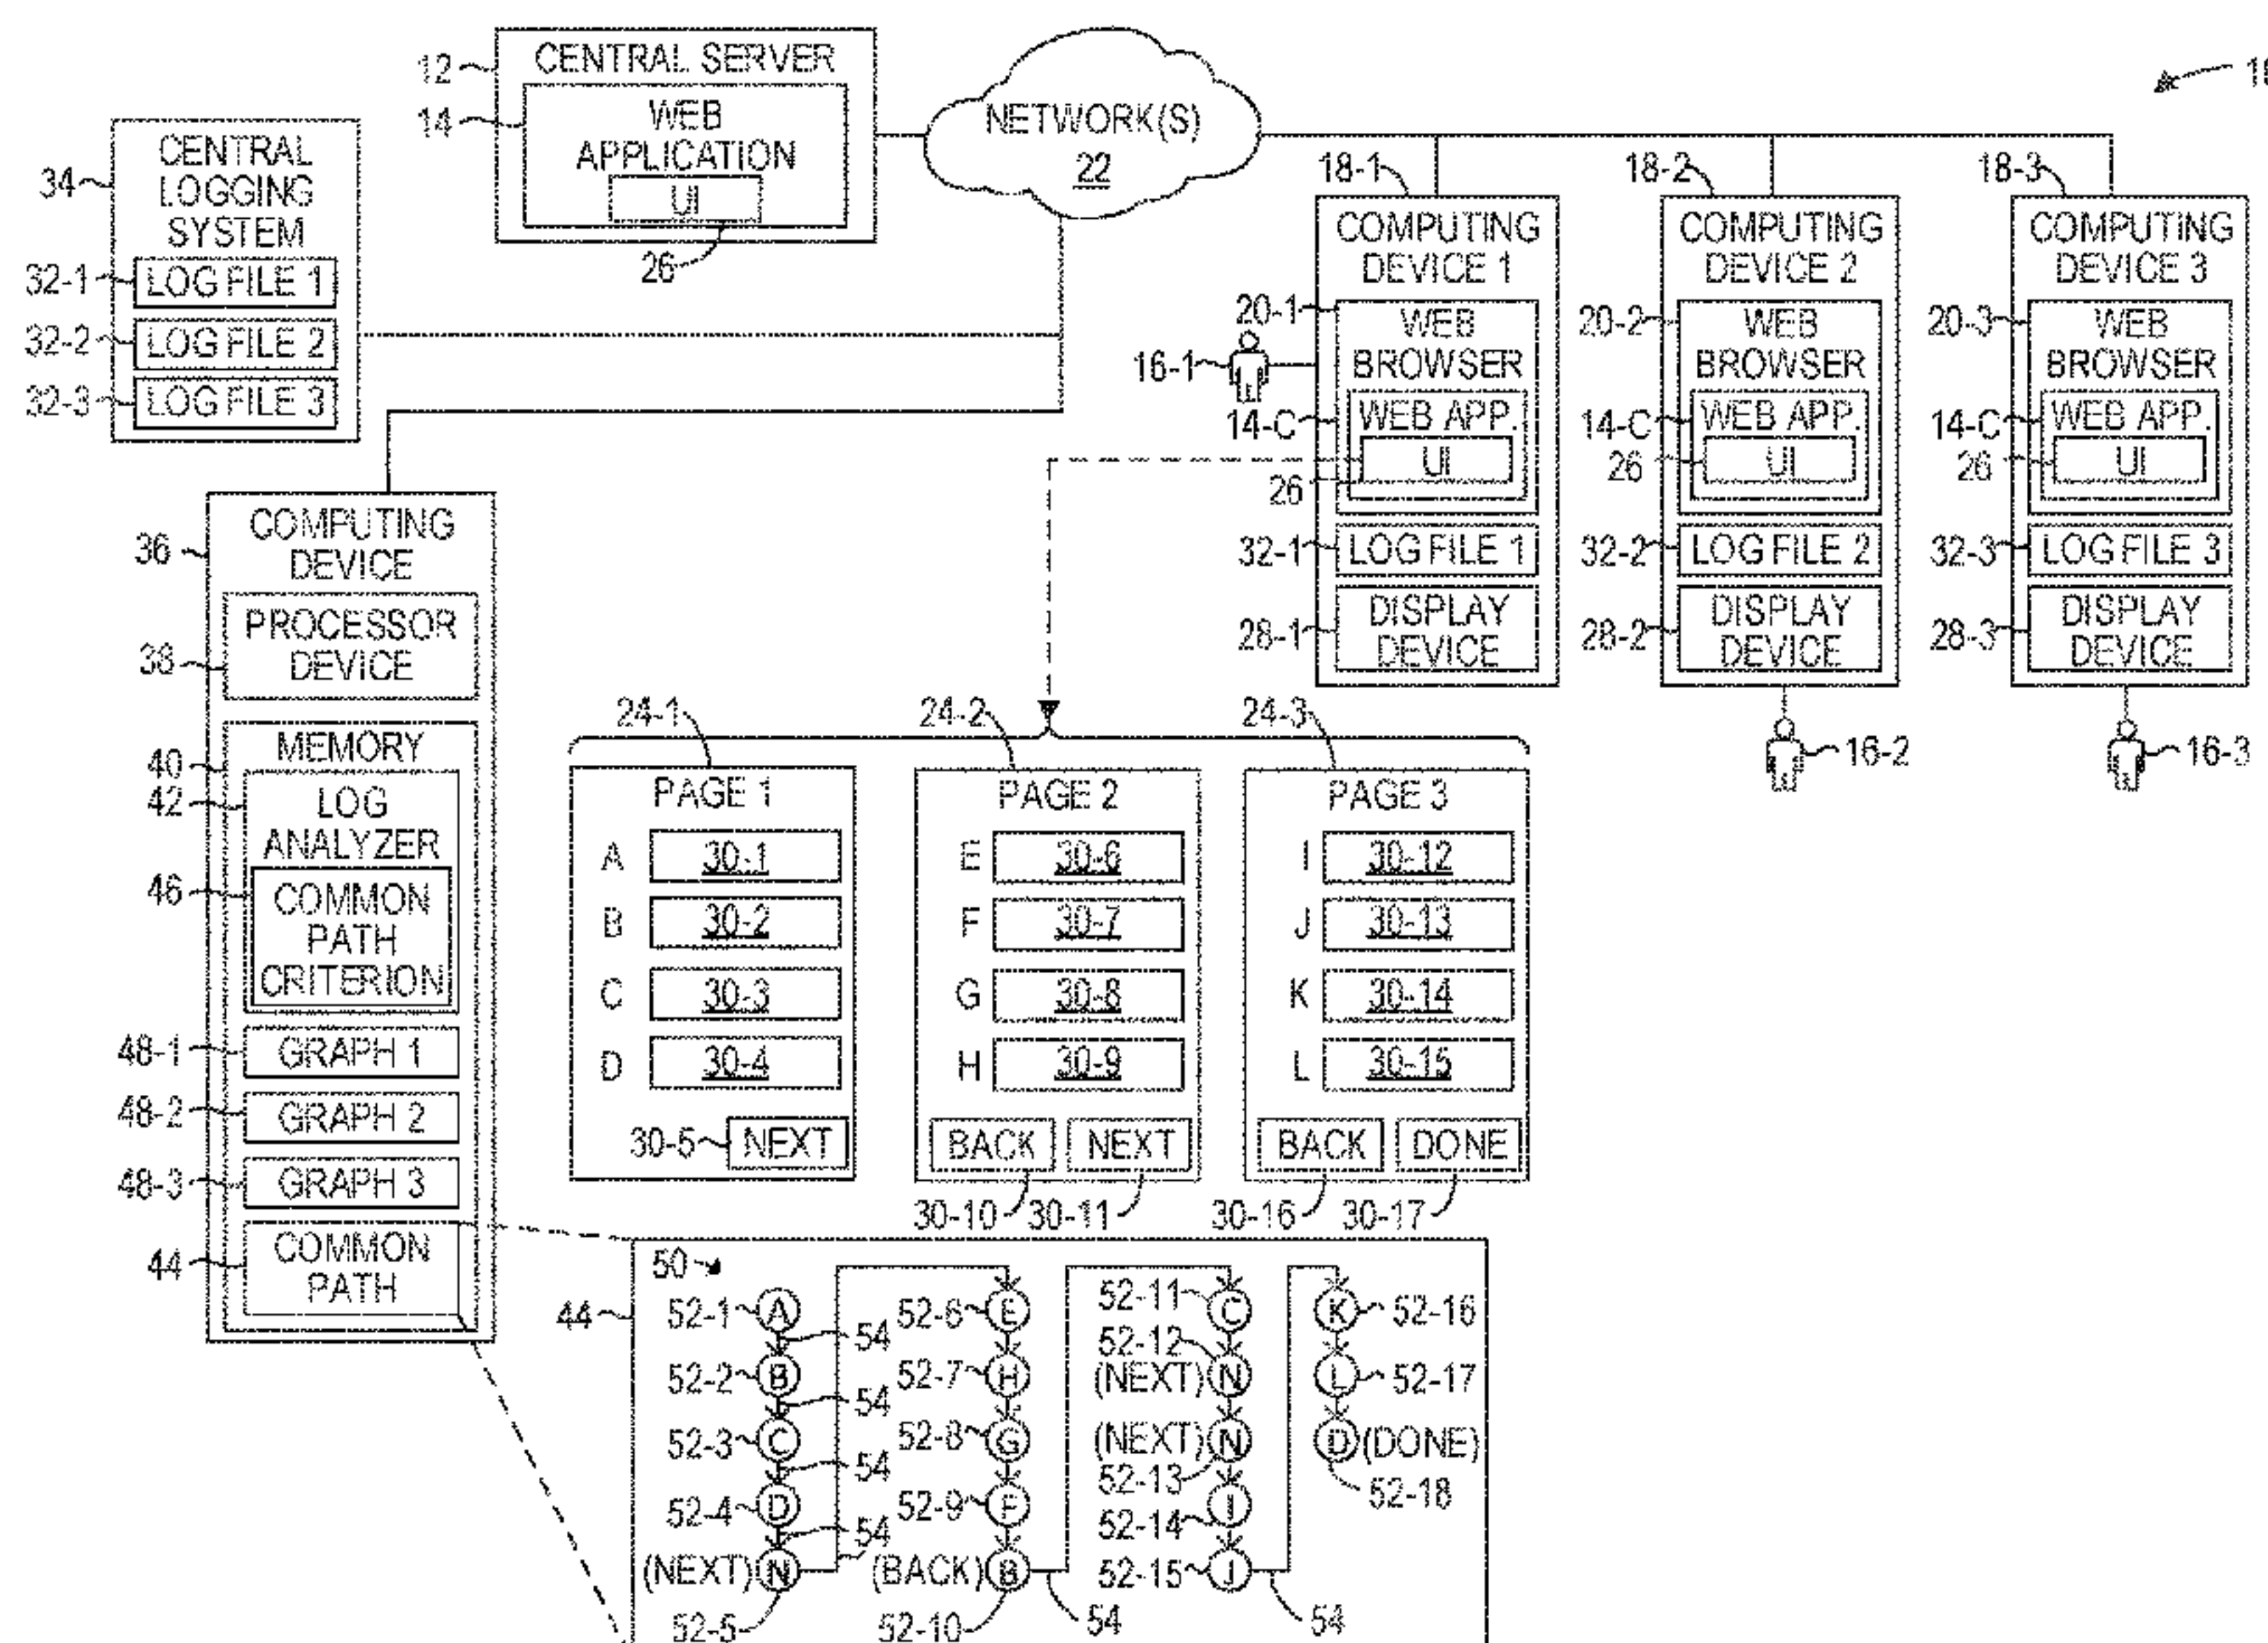 12
CENTRAL SERVER
14
WEB
APPLICATION
UI
26
NETWORK(S)
22
34
CENTRAL
LOGGING
SYSTEM
32-1
LOG FILE 1
32-2
LOG FILE 2
32-3
LOG FILE 3
18-1
COMPUTING
DEVICE 1
20-1
WEB
BROWSER
16-1
14-C
WEB APP.
UI
26
32-1
LOG FILE 1
28-1
DISPLAY
DEVICE
18-2
COMPUTING
DEVICE 2
20-2
WEB
BROWSER
14-C
WEB APP.
UI
26
32-2
LOG FILE 2
28-2
DISPLAY
DEVICE
16-2
18-3
COMPUTING
DEVICE 3
20-3
WEB
BROWSER
14-C
WEB APP.
UI
26
32-3
LOG FILE 3
28-3
DISPLAY
DEVICE
16-3
36
COMPUTING
DEVICE
PROCESSOR
DEVICE
38
MEMORY
40
42
LOG
ANALYZER
46
COMMON
PATH
CRITERION
48-1
GRAPH 1
48-2
GRAPH 2
48-3
GRAPH 3
44
COMMON
PATH
24-1
PAGE 1
A 30-1
B 30-2
C 30-3
D 30-4
30-5 NEXT
24-2
PAGE 2
E 30-6
F 30-7
G 30-8
H 30-9
BACK NEXT
30-10 30-11
24-3
PAGE 3
I 30-12
J 30-13
K 30-14
L 30-15
BACK DONE
30-16 30-17
44
50
52-1 A
54
52-2 B
54
52-3 C
54
52-4 D
54
(NEXT) N
52-5
54
52-6 E
52-7 H
52-8 G
52-9 F
(BACK) B
52-10
54
52-11 C
52-12
(NEXT) N
(NEXT) N
52-13
52-14 I
52-15 J
54
K 52-16
L 52-17
D (DONE)
52-18